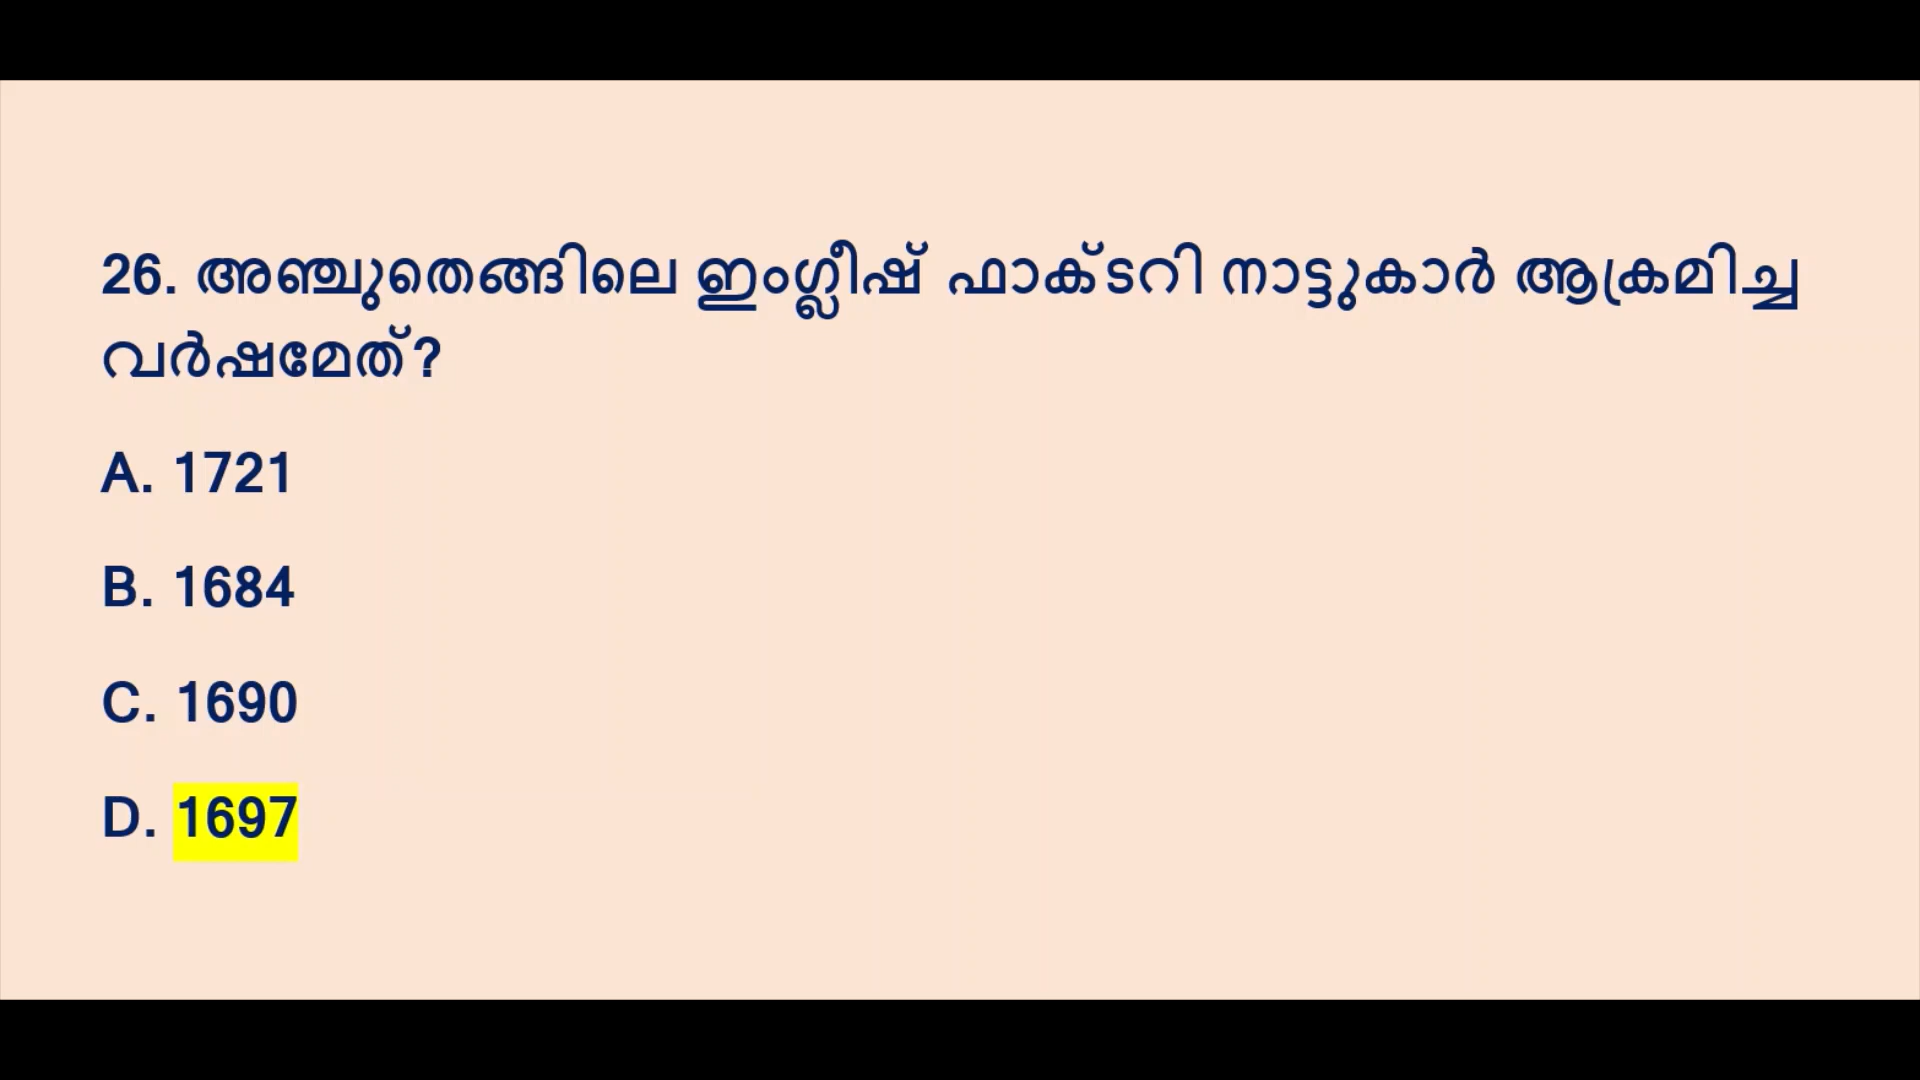 26. അഞ്ചുതെങ്ങിലെ ഇംഗ്ലീഷ് ഫാക്ടറി നാട്ടുകാർ ആക്രമിച്ച
വർഷമേത്?
A. 1721
B. 1684
C. 1690
D. 1697